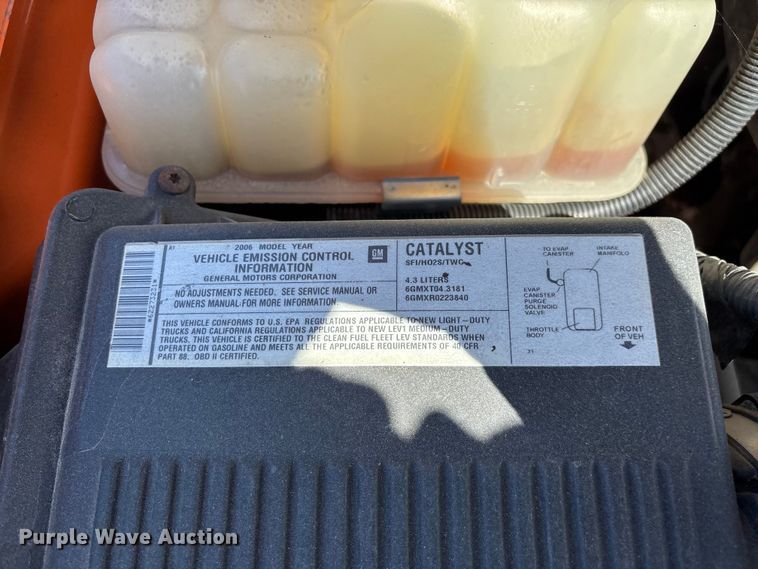 A1
2006 MODEL YEAR
VEHICLE EMISSION CONTROL
INFORMATION
GENERAL MOTORS CORPORATION
NO ADJUSTMENTS NEEDED. SEE SERVICE MANUAL OR
OWNERS MANUAL FOR MORE INFORMATION.
THIS VEHICLE CONFORMS TO U.S. EPA REGULATIONS APPLICABLE TO NEW LIGHT-DUTY
TRUCKS AND CALIFORNIA REGULATIONS APPLICABLE TO NEW LEV1 MEDIUM-DUTY
TRUCKS. THIS VEHICLE IS CERTIFIED TO THE CLEAN FUEL FLEET LEV STANDARDS WHEN
OPERATED ON GASOLINE AND MEETS ALL THE APPLICABLE REQUIREMENTS OF 40 CFR
PART 88. OBD II CERTIFIED.
GM
CATALYST
SFI/HO2S/TWC
4.3 LITERS
6GMXT04.3181
6GMXR0223840
TO EVAP
CANISTER
INTAKE
MANIFOLD
EVAP
CANISTER
PURGE
SOLENOID
VALVE
THROTTLE
BODY
FRONT
OF VEH
Purple Wave Auction